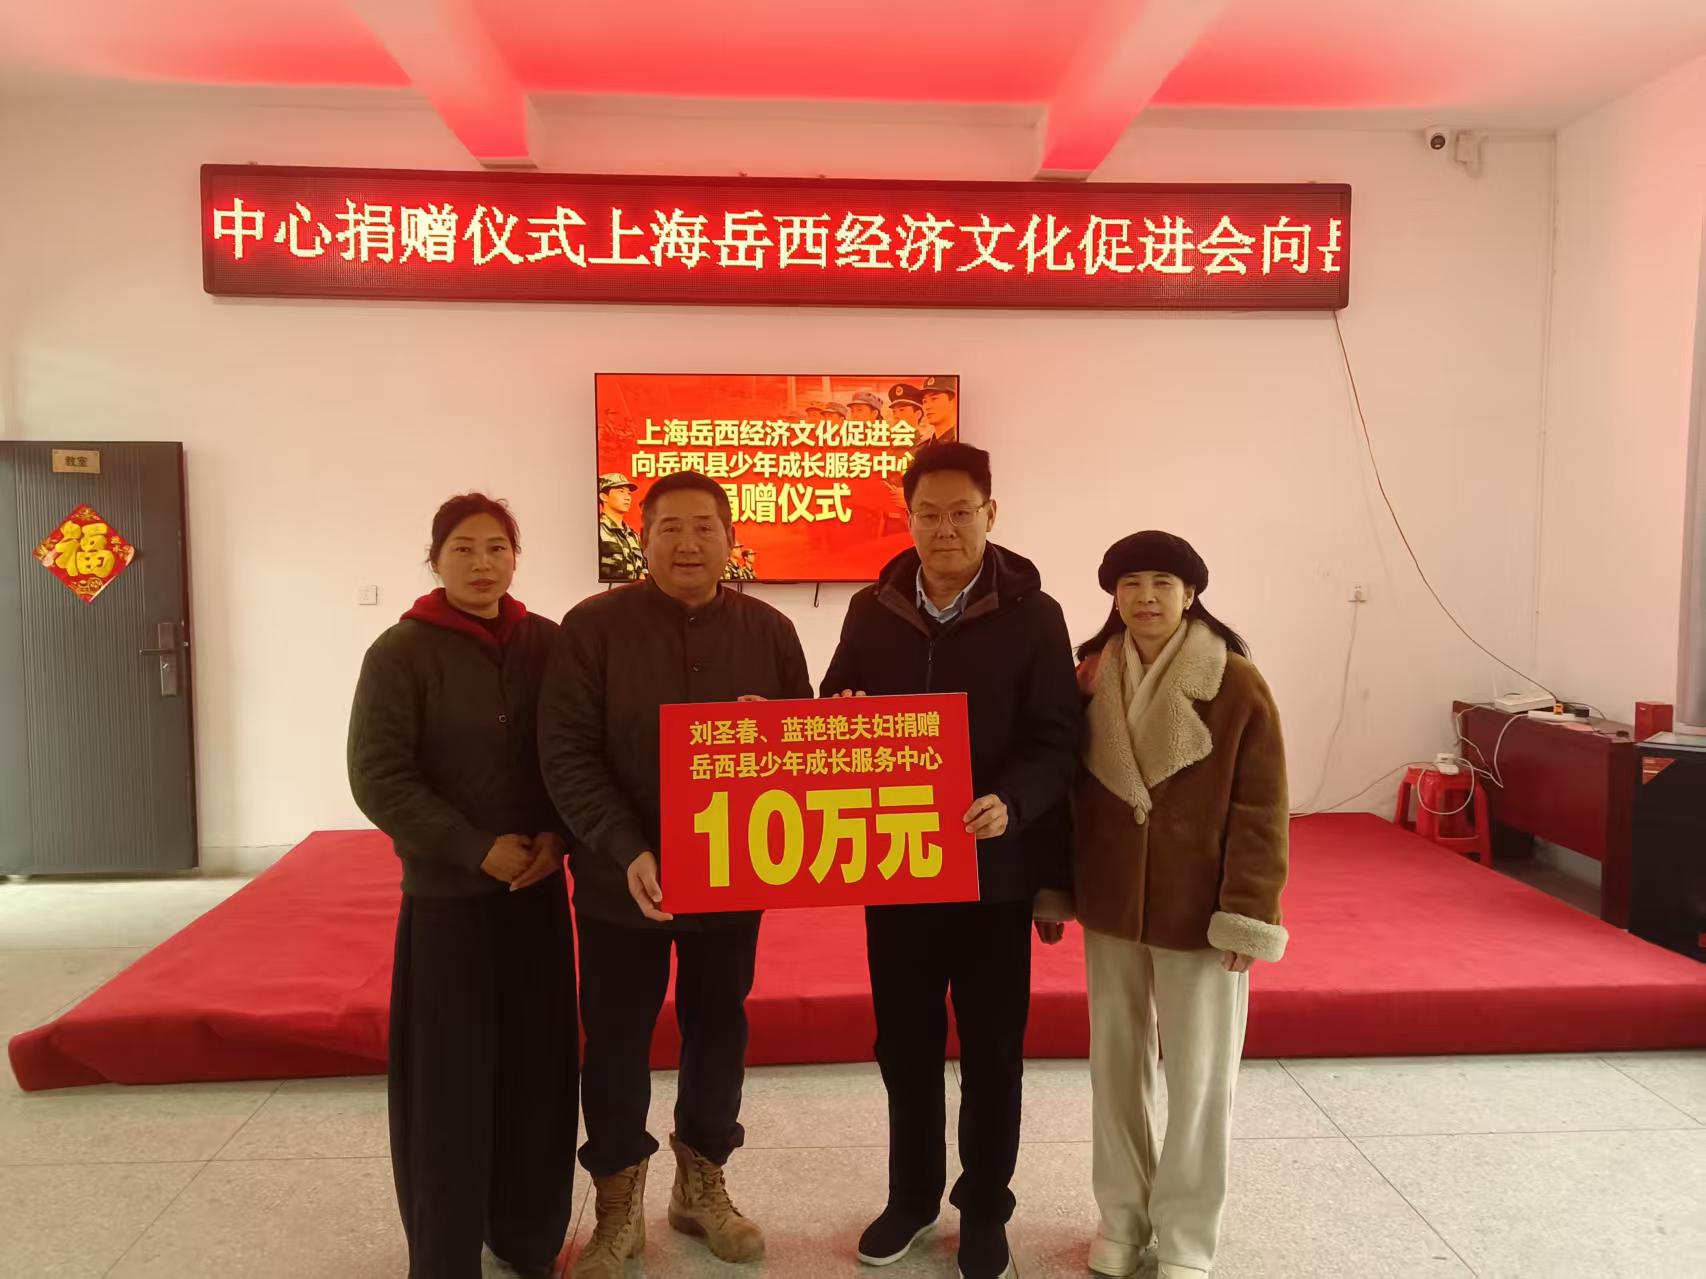 中心捐赠仪式上海岳西经济文化促进会向
上海岳西经济文化促进会
向岳西县少年成长服务中心
捐赠仪式
教室
福
刘圣春、蓝艳艳夫妇捐赠
岳西县少年成长服务中心
10万元